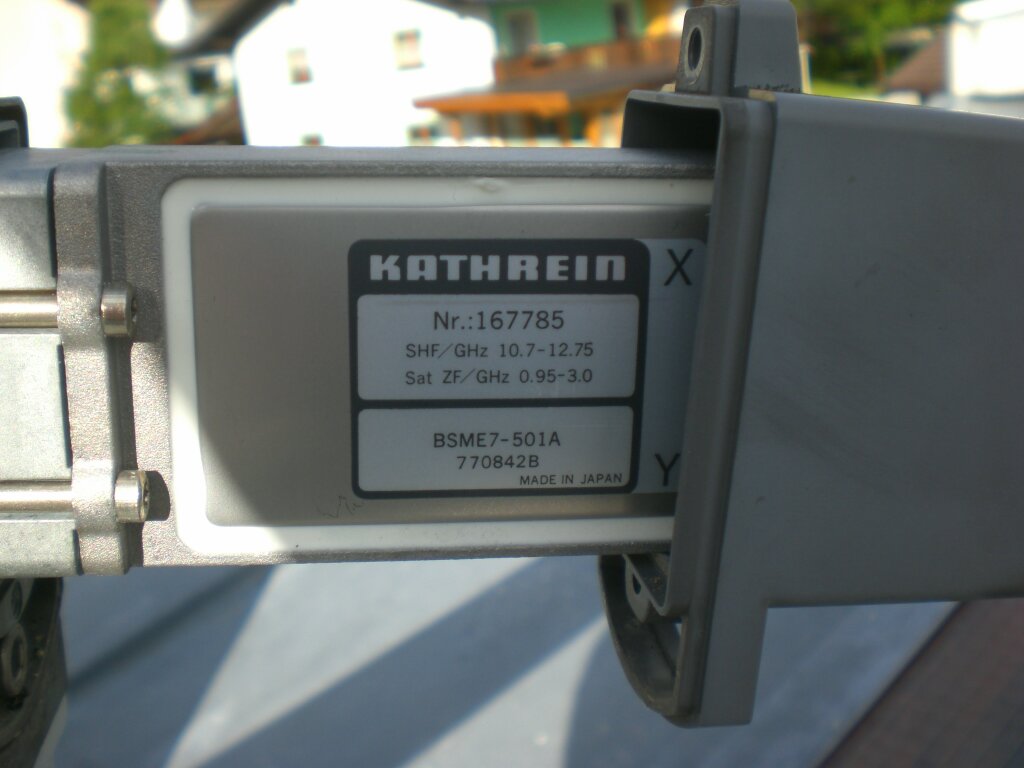 KATHREIN
X
Nr.:167785
SHF/GHz 10.7-12.75
Sat ZF/GHz 0.95-3.0
BSME7-501A
770842B
Y
MADE IN JAPAN